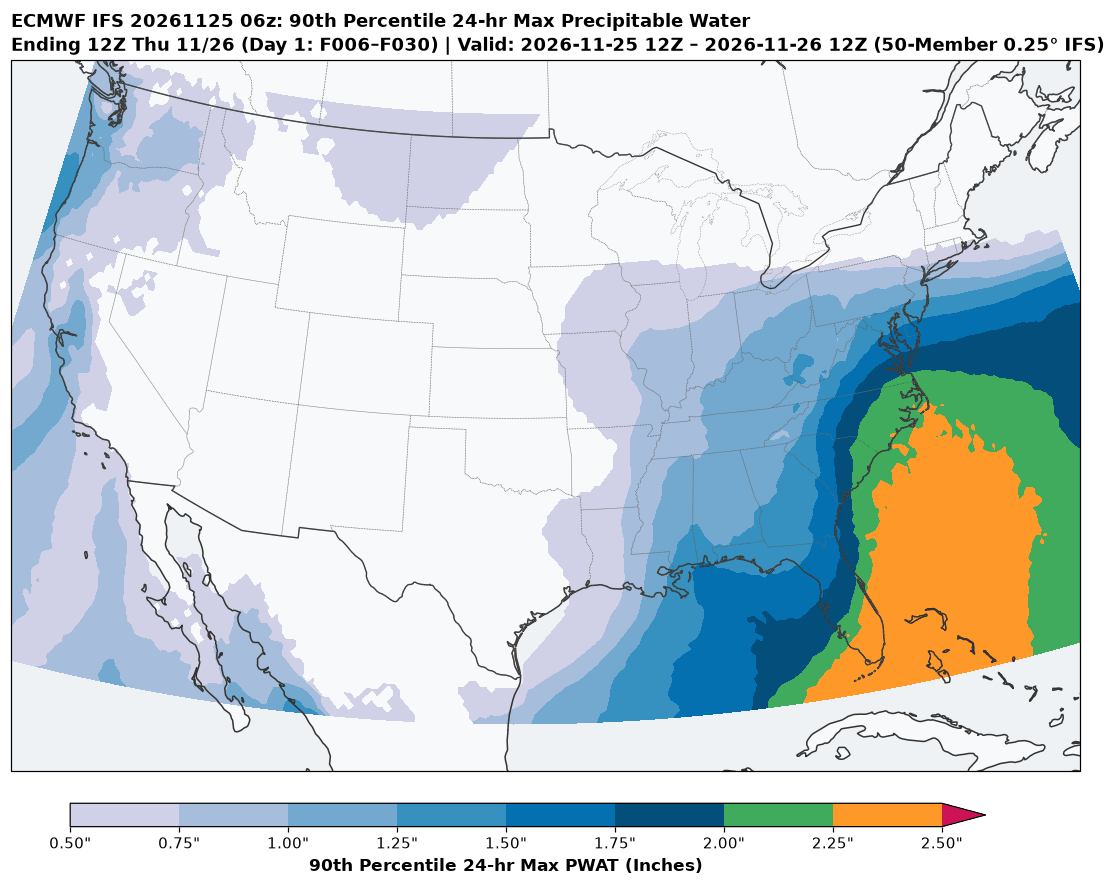 ECMWF IFS 20261125 06z: 90th Percentile 24-hr Max Precipitable Water
Ending 12Z Thu 11/26 (Day 1: F006–F030) | Valid: 2026-11-25 12Z – 2026-11-26 12Z (50-Member 0.25° IFS)
0.50" 0.75" 1.00" 1.25" 1.50" 1.75" 2.00" 2.25" 2.50"
90th Percentile 24-hr Max PWAT (Inches)